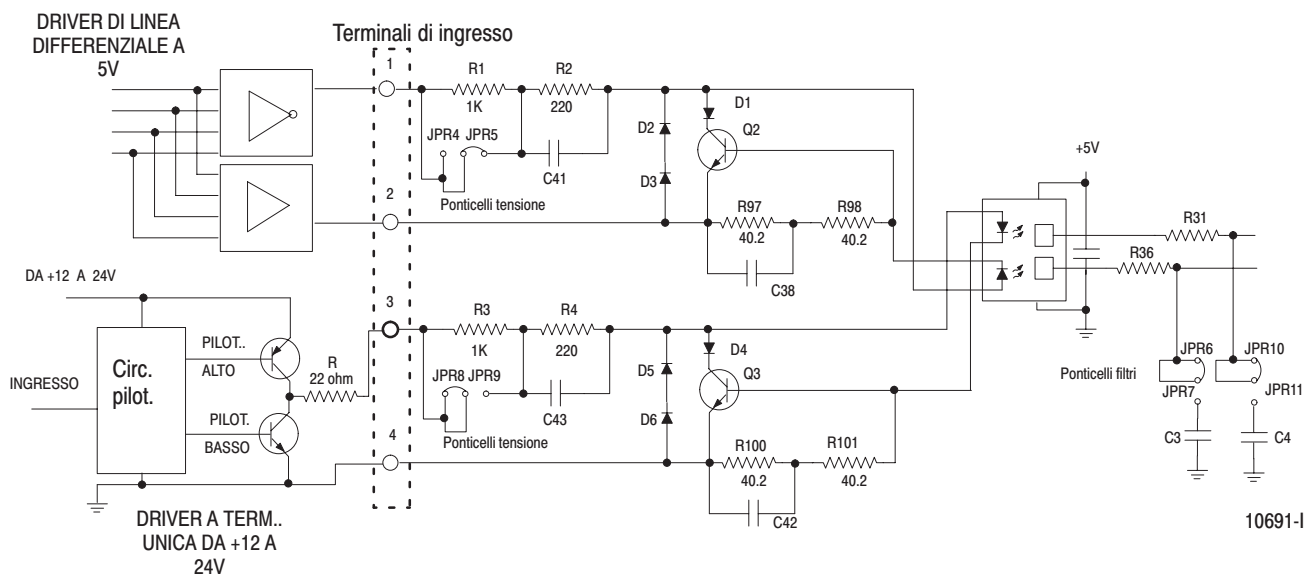 DRIVER DI LINEA
DIFFERENZIALE A
5V
Terminali di ingresso
1
R1
1K
R2
220
JPR4
JPR5
C41
Ponticelli tensione
D1
D2
Q2
D3
2
R97
40.2
R98
40.2
C38
+5V
R31
R36
DA +12 A 24V
3
R3
1K
R4
220
JPR8
JPR9
C43
Ponticelli tensione
D4
D5
Q3
D6
4
R100
40.2
R101
40.2
C42
INGRESSO
Circ.
pilot.
PILOT..
ALTO
PILOT.
BASSO
R
22 ohm
Ponticelli filtri
JPR6
JPR10
JPR7
JPR11
C3
C4
DRIVER A TERM..
UNICA DA +12 A
24V
10691-I